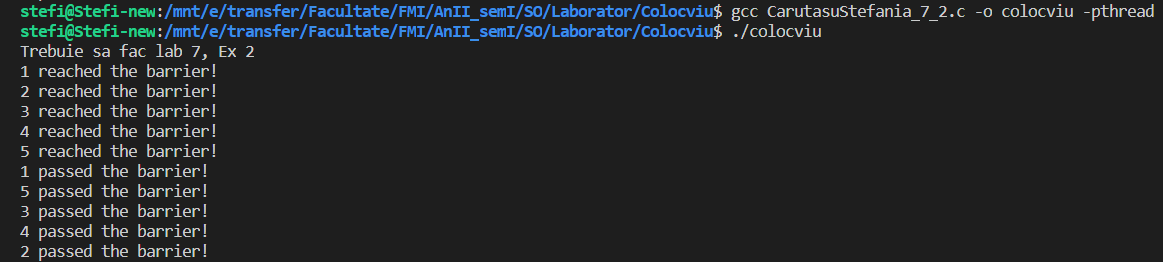 stefi@Stefi-new:/mnt/e/transfer/Facultate/FMI/AnII_semI/SO/Laborator/Colocviu$ gcc CarutasuStefania_7_2.c -o colocviu -pthread
stefi@Stefi-new:/mnt/e/transfer/Facultate/FMI/AnII_semI/SO/Laborator/Colocviu$ ./colocviu
Trebuie sa fac lab 7, Ex 2
1 reached the barrier!
2 reached the barrier!
3 reached the barrier!
4 reached the barrier!
5 reached the barrier!
1 passed the barrier!
5 passed the barrier!
3 passed the barrier!
4 passed the barrier!
2 passed the barrier!